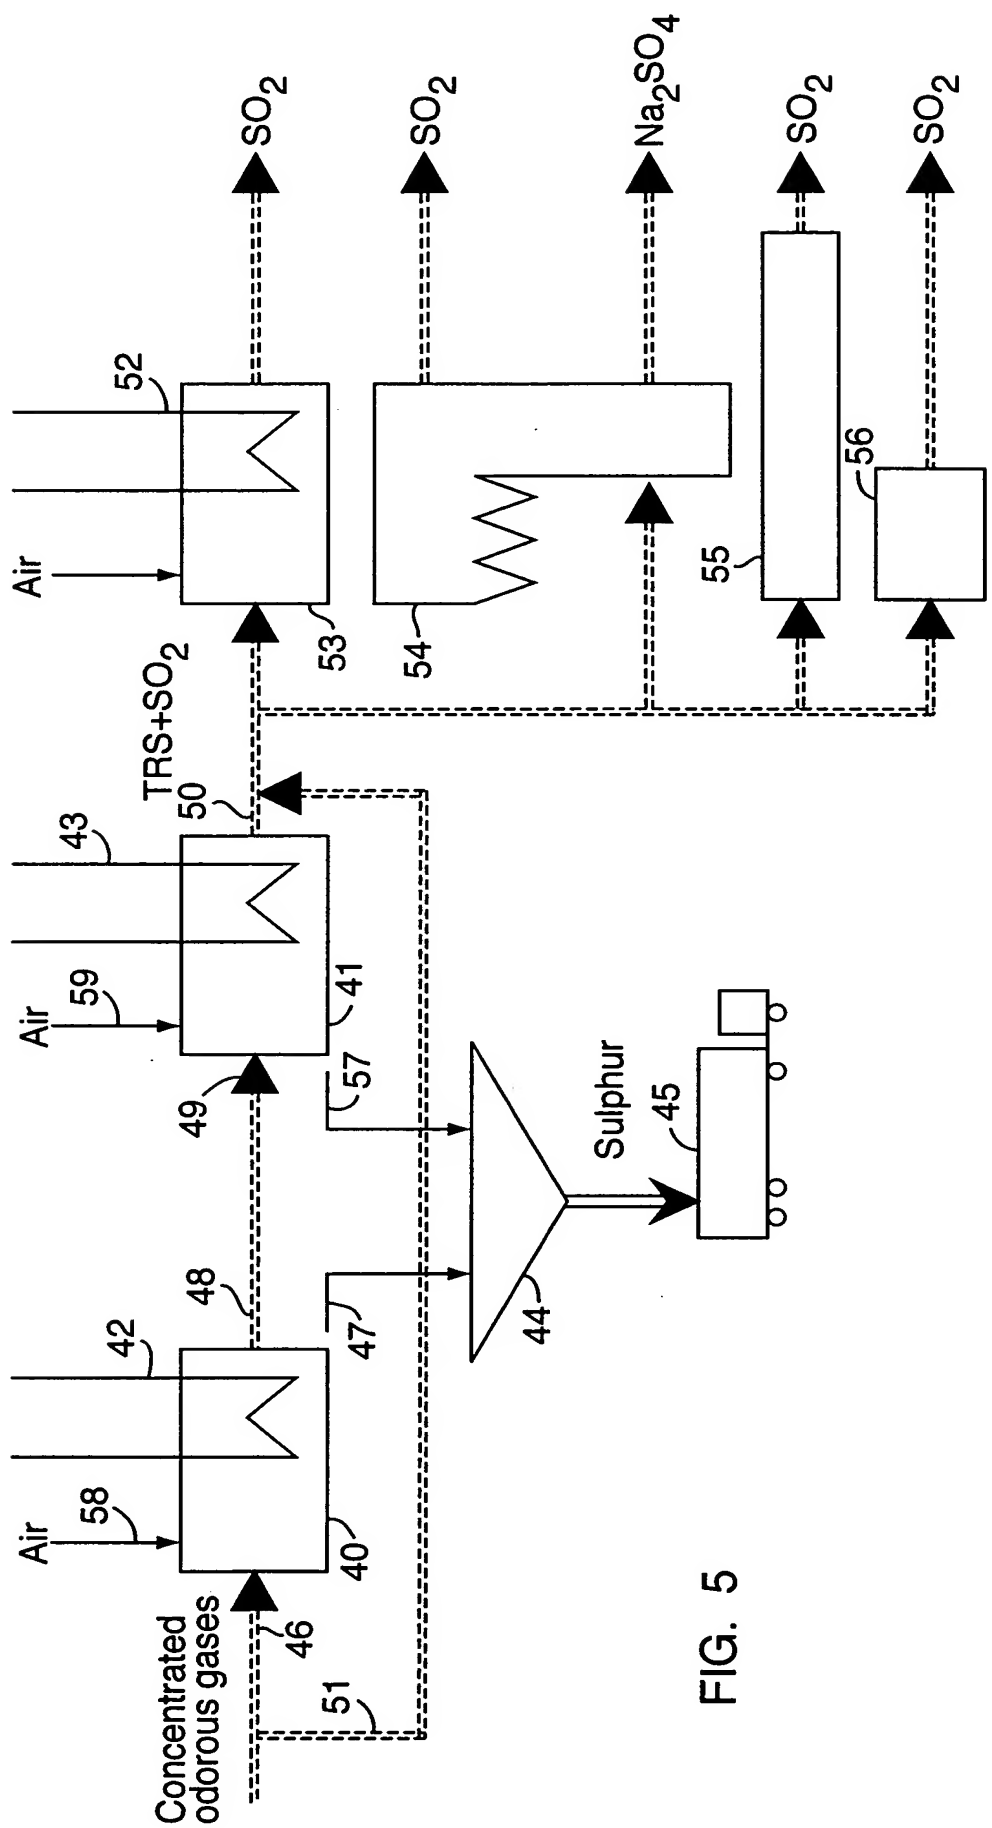 Concentrated
odorous gases
46
51
Air
58
42
40
48
47
49
Air
59
43
41
57
44
Sulphur
45
50
TRS+SO2
Air
52
53
54
55
56
SO2
SO2
Na2SO4
SO2
SO2
FIG. 5